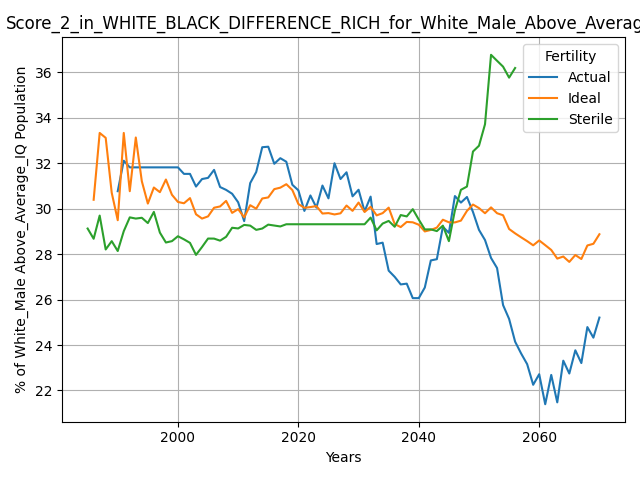 Score_2_in_WHITE_BLACK_DIFFERENCE_RICH_for_White_Male_Above_Averag
Fertility
Actual
Ideal
Sterile
% of White_Male Above_Average_IQ Population
36
34
32
30
28
26
24
22
2000 2020 2040 2060
Years